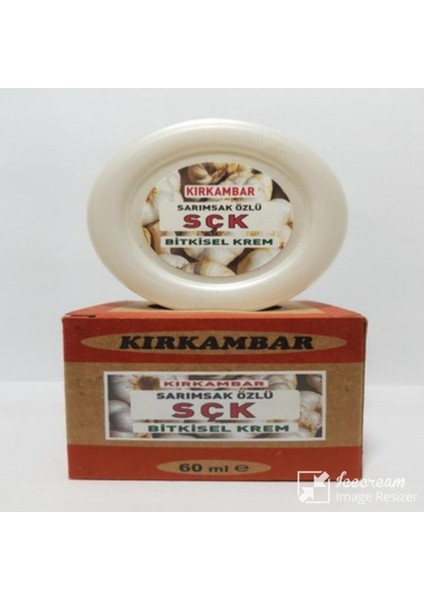 KIRKAMBAR
SARIMSAK ÖZLÜ
SÇK
BİTKİSEL KREM
KIRKAMBAR
KIRKAMBAR
SARIMSAK ÖZLÜ
SÇK
BİTKİSEL KREM
60 ml e
Icecream
Image Resizer